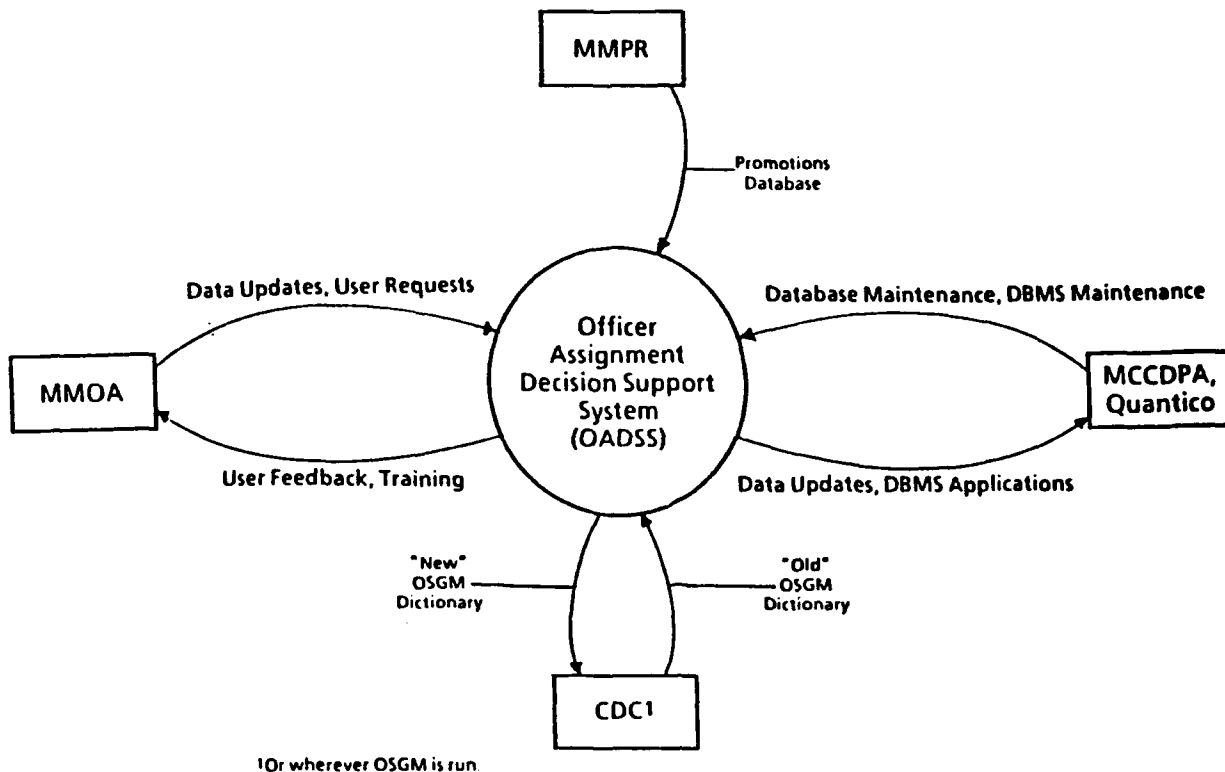 MMPR
Promotions
Database
Data Updates, User Requests
Database Maintenance, DBMS Maintenance
Officer
Assignment
Decision Support
System
(OADSS)
MMOA
MCCDPA,
Quantico
User Feedback, Training
Data Updates, DBMS Applications
"New"
OSGM
Dictionary
"Old"
OSGM
Dictionary
CDC¹
¹Or wherever OSGM is run.